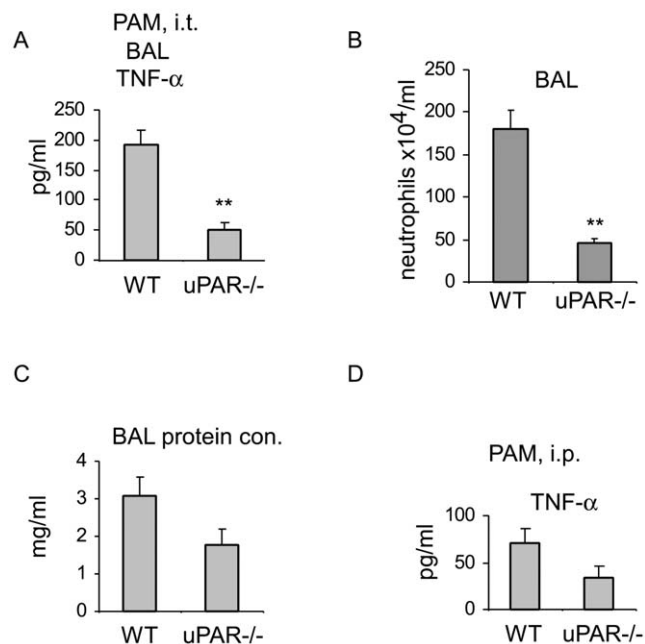 A
PAM, i.t.
BAL
TNF-α
pg/ml
250
200
150
100
50
0
**
WT uPAR-/-
B
BAL
neutrophils x10⁴/ml
250
200
150
100
50
0
**
WT uPAR-/-
C
BAL protein con.
mg/ml
4
3
2
1
0
WT uPAR-/-
D
PAM, i.p.
TNF-α
pg/ml
100
50
0
WT uPAR-/-